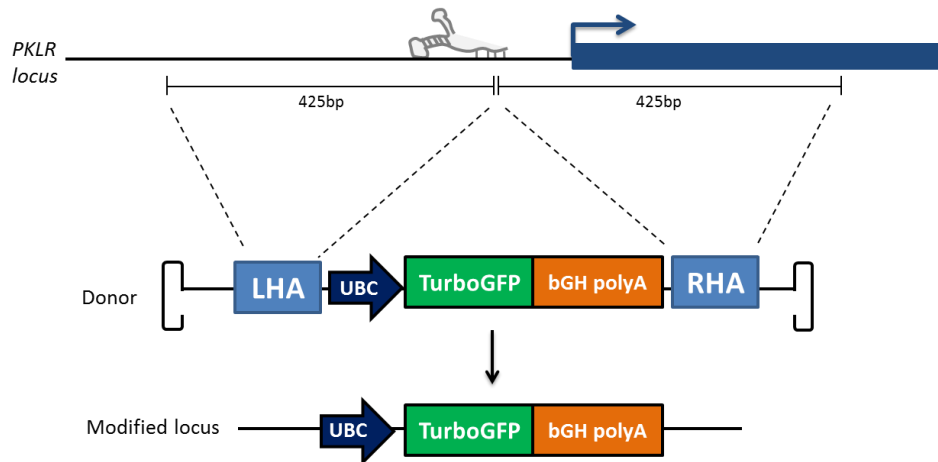 PKLR
locus
425bp 425bp
Donor LHA UBC TurboGFP bGH polyA RHA
Modified locus UBC TurboGFP bGH polyA